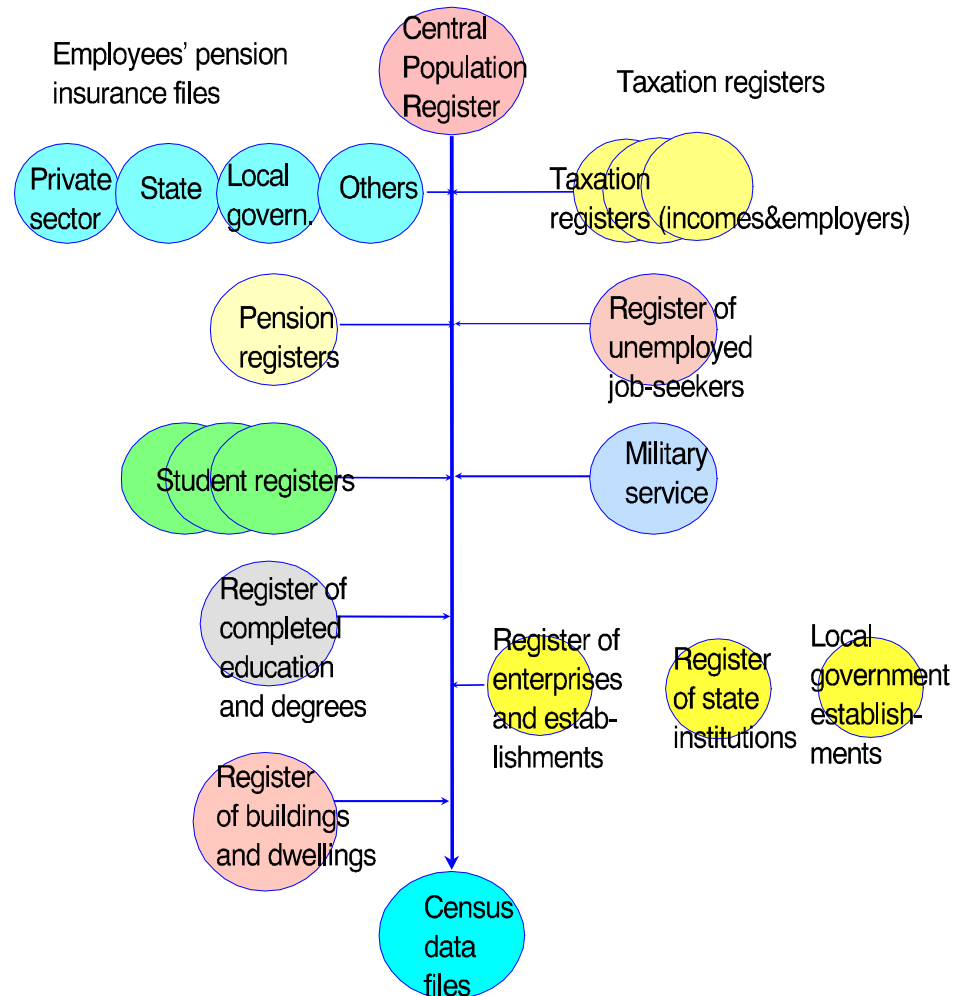 Central
Population
Register
Employees’ pension
insurance files
Taxation registers
Private
sector
State
Local
govern.
Others
Taxation
registers (incomes&employers)
Pension
registers
Register of
unemployed
job-seekers
Student registers
Military
service
Register of
completed
education
and degrees
Register of
enterprises
and estab-
lishments
Register
of state
institutions
Local
government
establish-
ments
Register
of buildings
and dwellings
Census
data
files